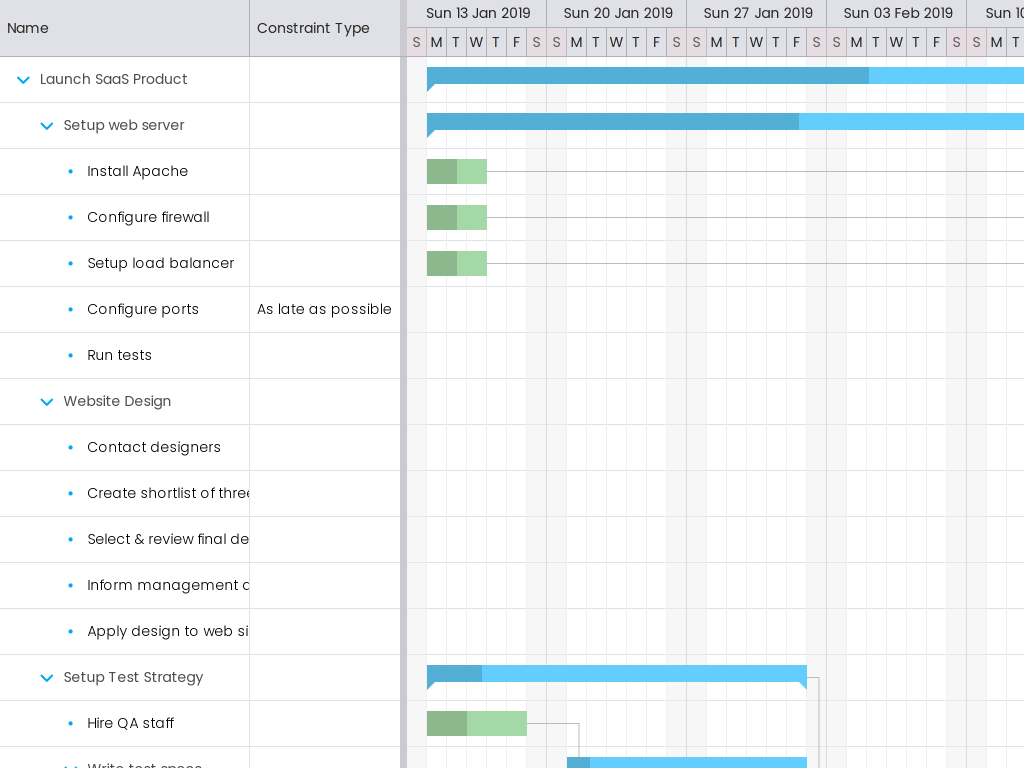 Name
Constraint Type
Sun 13 Jan 2019
Sun 20 Jan 2019
Sun 27 Jan 2019
Sun 03 Feb 2019
Sun 10
S M T W T F S S M T W T F S S M T W T F S S M T W T F S S M T
Launch SaaS Product
Setup web server
Install Apache
Configure firewall
Setup load balancer
Configure ports As late as possible
Run tests
Website Design
Contact designers
Create shortlist of three
Select & review final de
Inform management
Apply design to web si
Setup Test Strategy
Hire QA staff
Write test specs